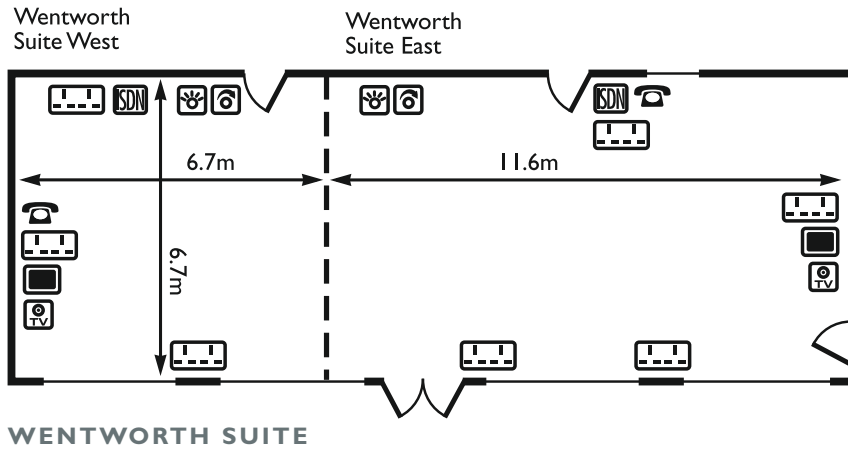 Wentworth
Suite West
Wentworth
Suite East
ISDN
ISDN
6.7m
11.6m
6.7m
TV
TV
WENTWORTH SUITE